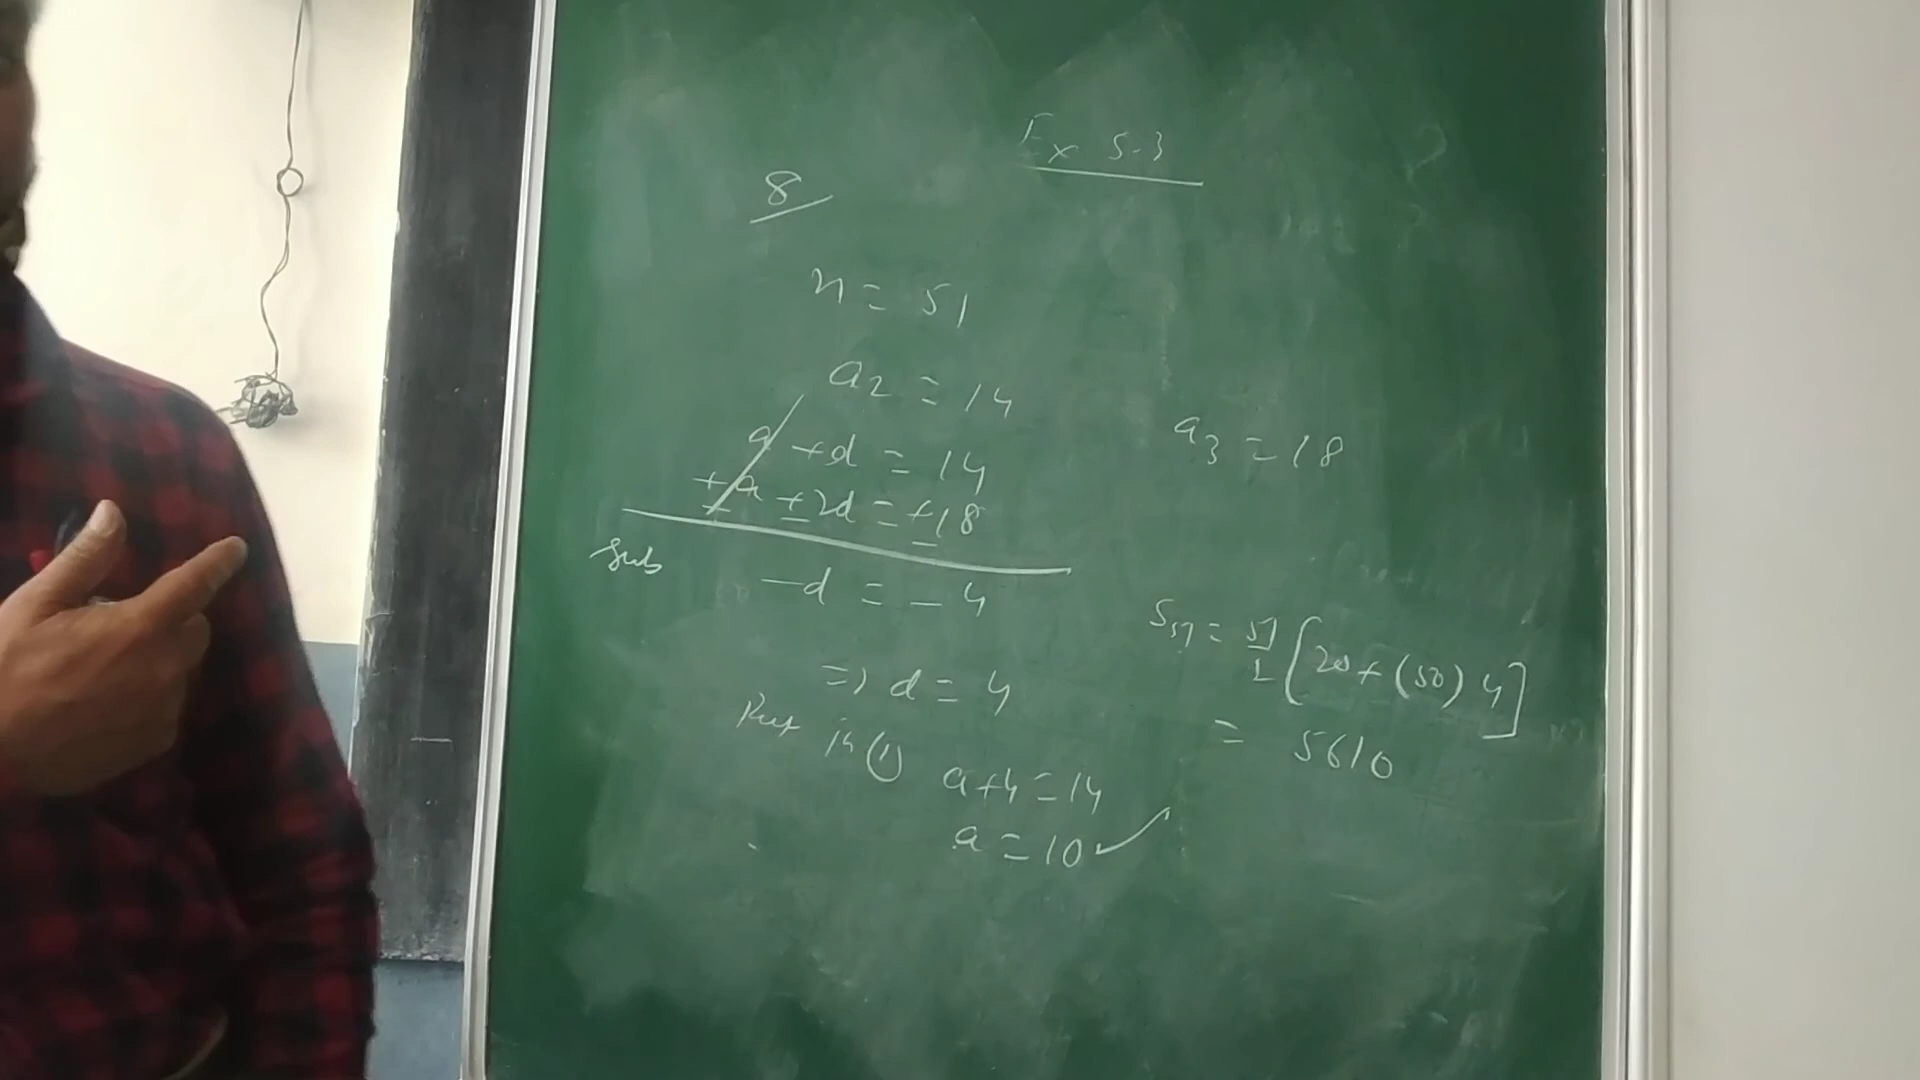 Ex 5.3
8
n = 51
a2 = 14
a3 = 18
a + d = 14
+a + 2d = +18
- - -
Sub
-d = -4
=> d = 4
Put in (1)
a + 4 = 14
a = 10 ✓
S51 = 51/2 [20 + (50) 4]
= 5610